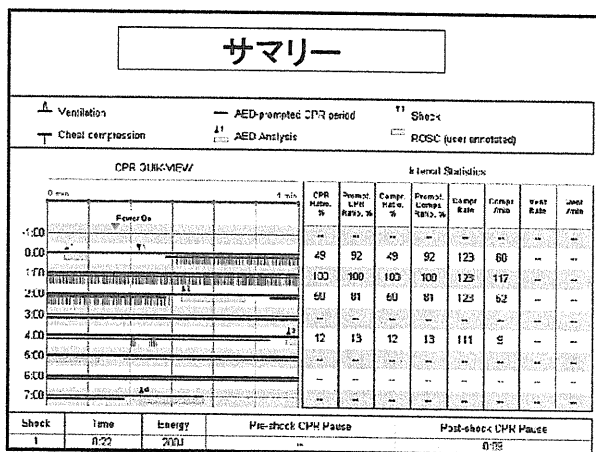 サマリー
Ventilation
AED-prompted CPR period
Shock
Chest compression
AED Analysis
ROSC (user annotated)
CPR QUIK-VIEW
Interval Statistics
0 min
1 min
CPR Ratio, %
Prompt. CPR Ratio, %
Compr. Ratio, %
Prompt. Compr. Ratio, %
Compr Rate
Compr /min
Vent Rate
Vent /min
Power On
-1:00 -- -- -- -- -- -- -- --
0:00 49 92 49 92 123 60 -- --
1:00 100 100 100 100 123 117 -- --
2:00 60 81 60 81 123 62 -- --
3:00 -- -- -- -- -- -- -- --
4:00 12 13 12 13 111 9 -- --
5:00 -- -- -- -- -- -- -- --
6:00 -- -- -- -- -- -- -- --
7:00 -- -- -- -- -- -- -- --
Shock Time Energy Pre-shock CPR Pause Post-shock CPR Pause
1 0:22 200J -- 0:09